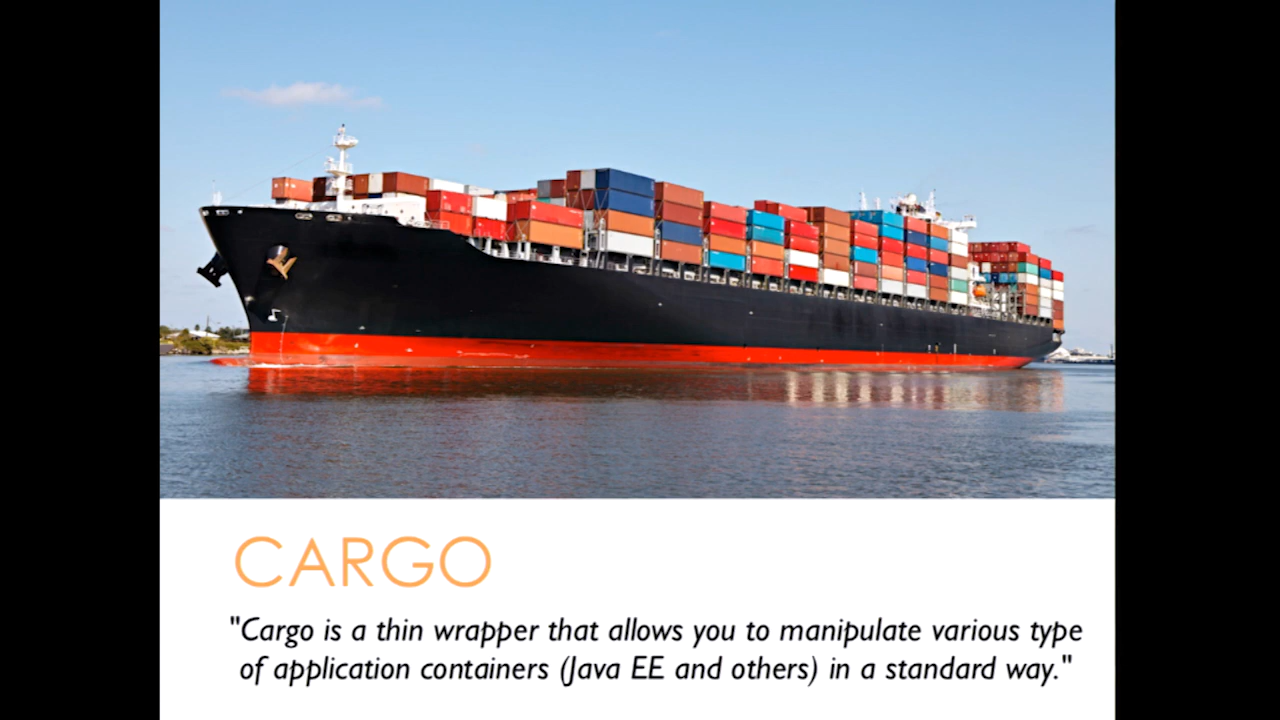 CARGO
"Cargo is a thin wrapper that allows you to manipulate various type
of application containers (Java EE and others) in a standard way."